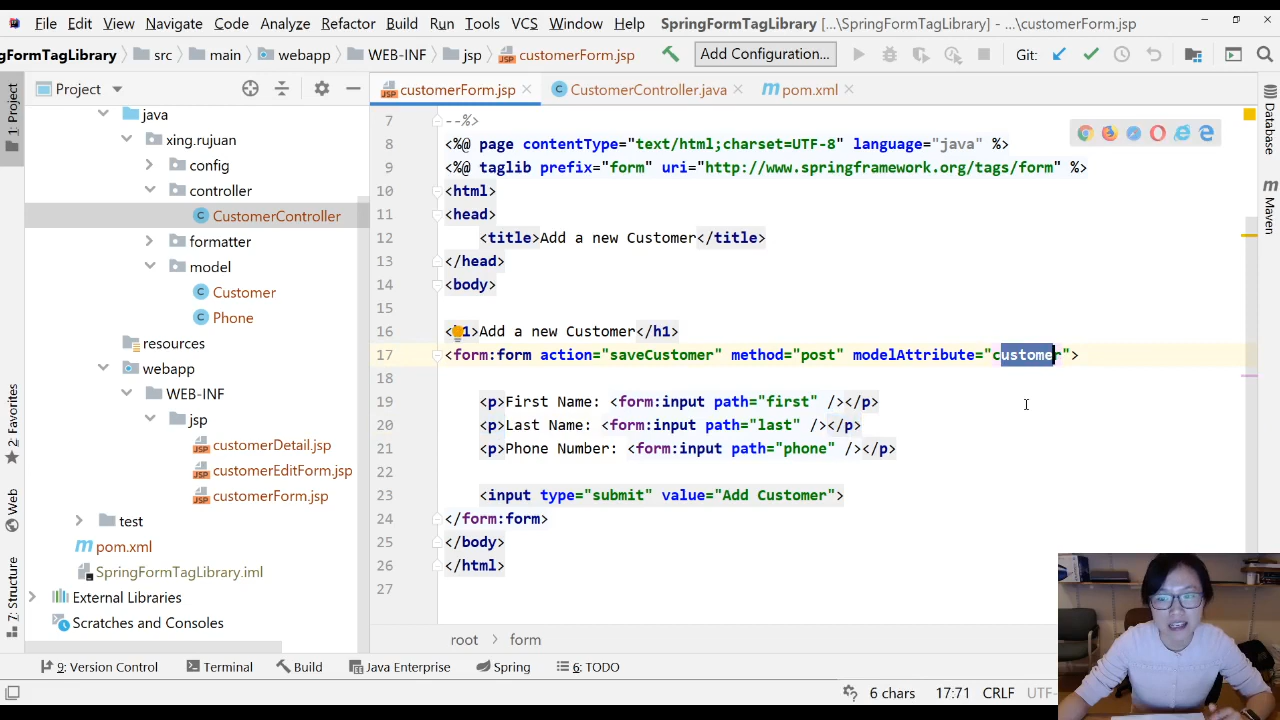 File Edit View Navigate Code Analyze Refactor Build Run Tools VCS Window Help SpringFormTagLibrary [...\SpringFormTagLibrary] - ...\customerForm.jsp
gFormTagLibrary src main webapp WEB-INF jsp customerForm.jsp Add Configuration... Git:
Project customerForm.jsp CustomerController.java pom.xml
1: Project
2: Favorites
Web
7: Structure
Database
Maven
java
xing.rujuan
config
controller
CustomerController
formatter
model
Customer
Phone
resources
webapp
WEB-INF
jsp
customerDetail.jsp
customerEditForm.jsp
customerForm.jsp
test
pom.xml
SpringFormTagLibrary.iml
External Libraries
Scratches and Consoles
7 --%>
8 <%@ page contentType="text/html;charset=UTF-8" language="java" %>
9 <%@ taglib prefix="form" uri="http://www.springframework.org/tags/form" %>
10 <html>
11 <head>
12 <title>Add a new Customer</title>
13 </head>
14 <body>
15
16 <h1>Add a new Customer</h1>
17 <form:form action="saveCustomer" method="post" modelAttribute="customer">
18
19 <p>First Name: <form:input path="first" /></p>
20 <p>Last Name: <form:input path="last" /></p>
21 <p>Phone Number: <form:input path="phone" /></p>
22
23 <input type="submit" value="Add Customer">
24 </form:form>
25 </body>
26 </html>
27
root form
9: Version Control Terminal Build Java Enterprise Spring 6: TODO
6 chars 17:71 CRLF UTF-